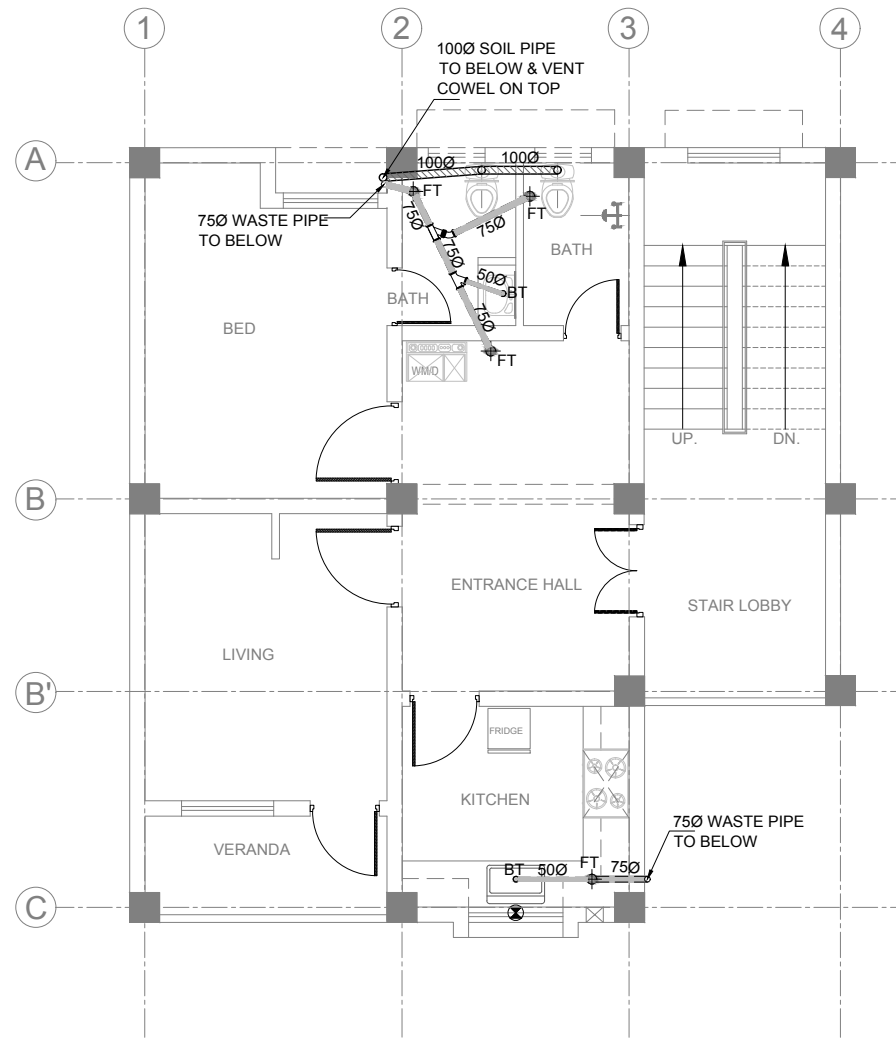 1
2
3
4
100Ø SOIL PIPE
TO BELOW & VENT
COWEL ON TOP
A
100Ø
100Ø
FT
FT
75Ø WASTE PIPE
TO BELOW
75Ø
75Ø
75Ø
BATH
50Ø
BT
BATH
75Ø
BED
FT
WM/D
UP.
DN.
B
ENTRANCE HALL
STAIR LOBBY
LIVING
B'
FRIDGE
KITCHEN
75Ø WASTE PIPE
TO BELOW
VERANDA
BT
50Ø
FT
75Ø
C